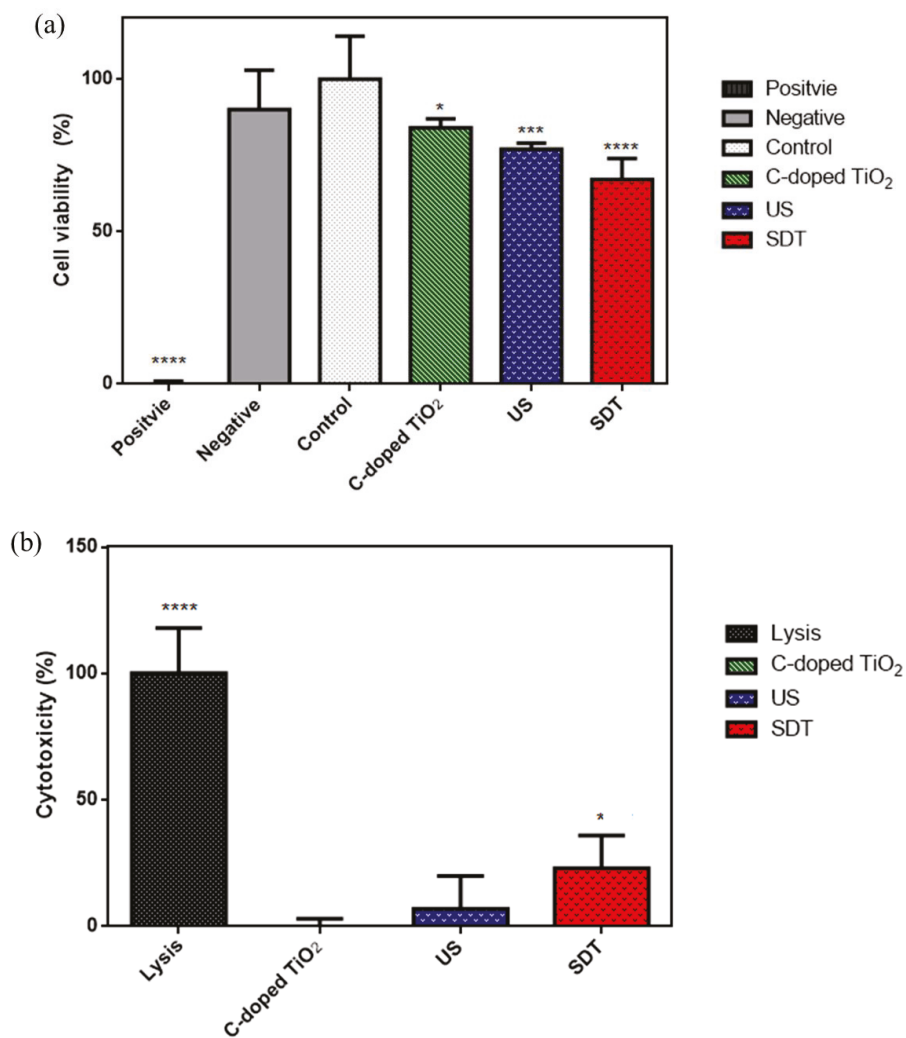 (a)
Cell viability (%)
100
50
0
****
*
***
****
Positvie
Negative
Control
C-doped TiO₂
US
SDT
Positvie
Negative
Control
C-doped TiO₂
US
SDT
(b)
Cytotoxicity (%)
150
100
50
0
****
*
Lysis
C-doped TiO₂
US
SDT
Lysis
C-doped TiO₂
US
SDT